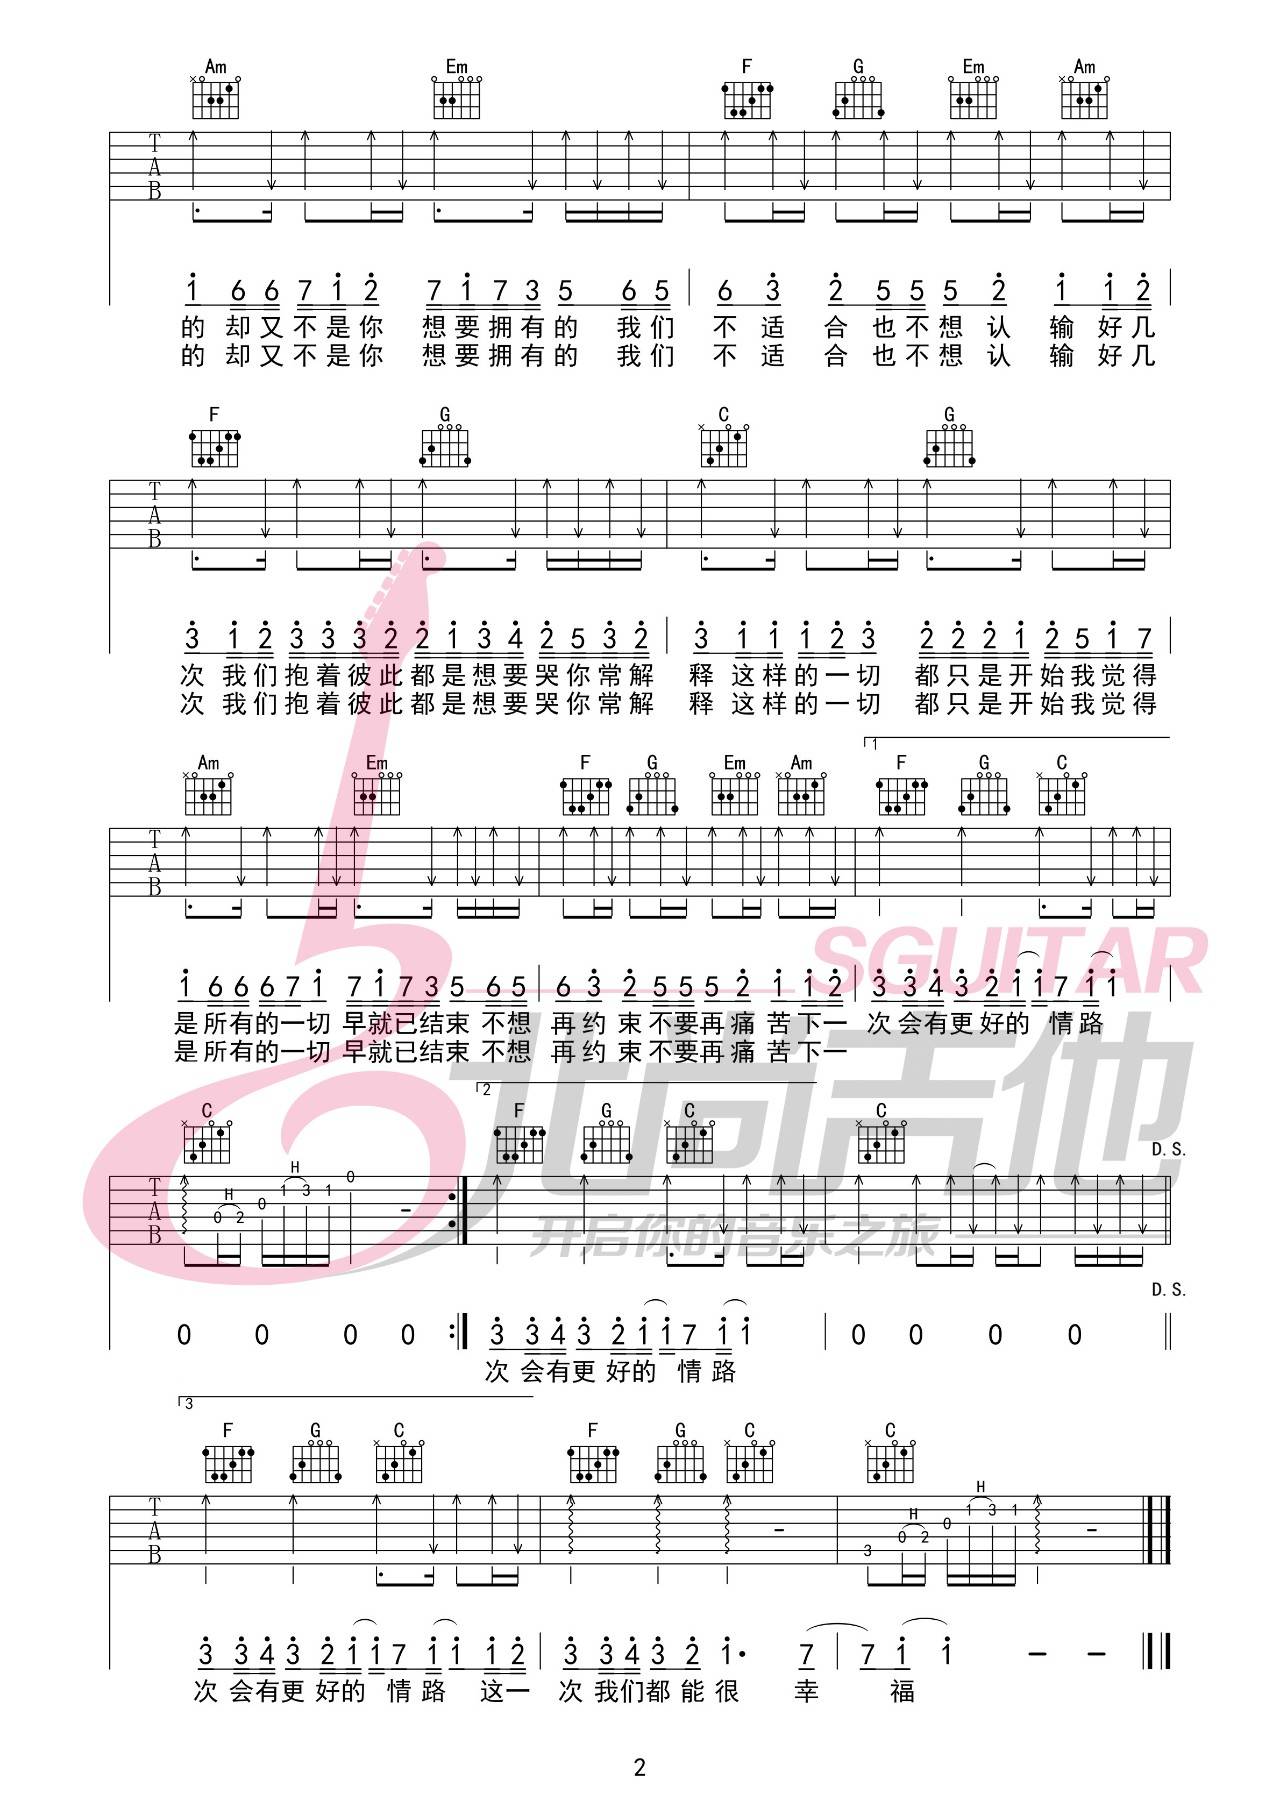 Am Em F G Em Am
T A B
1 6 6 7 1 2 7 1 7 3 5 6 5 6 3 2 5 5 5 2 1 1 2
的 却 又 不 是 你 想 要 拥 有 的 我 们 不 适 合 也 不 想 认 输 好 几
的 却 又 不 是 你 想 要 拥 有 的 我 们 不 适 合 也 不 想 认 输 好 几
F G C G
T A B
3 1 2 3 3 3 2 2 1 3 4 2 5 3 2 3 1 1 1 2 3 2 2 2 1 2 5 1 7
次 我 们 抱 着 彼 此 都 是 想 要 哭 你 常 解 释 这 样 的 一 切 都 只 是 开 始 我 觉 得
次 我 们 抱 着 彼 此 都 是 想 要 哭 你 常 解 释 这 样 的 一 切 都 只 是 开 始 我 觉 得
1
Am Em F G Em Am F G C
T A B
1 6 6 6 7 1 7 1 7 3 5 6 5 6 3 2 5 5 5 2 1 1 2 3 3 4 3 2 1 1 7 1 1
SGUITAR
是 所 有 的 一 切 早 就 已 结 束 不 想 再 约 束 不 要 再 痛 苦 下 一 次 会 有 更 好 的 情 路
是 所 有 的 一 切 早 就 已 结 束 不 想 再 约 束 不 要 再 痛 苦 下 一
尚吉他
2
C F G C C
D.S.
H H
T A B
0 2 0 1 3 1 0 -
开启你的音乐之旅
D.S.
0 0 0 0 3 3 4 3 2 1 1 7 1 1 0 0 0 0
次 会 有 更 好 的 情 路
3
F G C F G C C
H H
T A B
- 3 0 2 0 1 3 1 -
3 3 4 3 2 1 1 7 1 1 1 2 3 3 4 3 2 1· 7 7 1 1 - -
次 会 有 更 好 的 情 路 这 一 次 我 们 都 能 很 幸 福
2